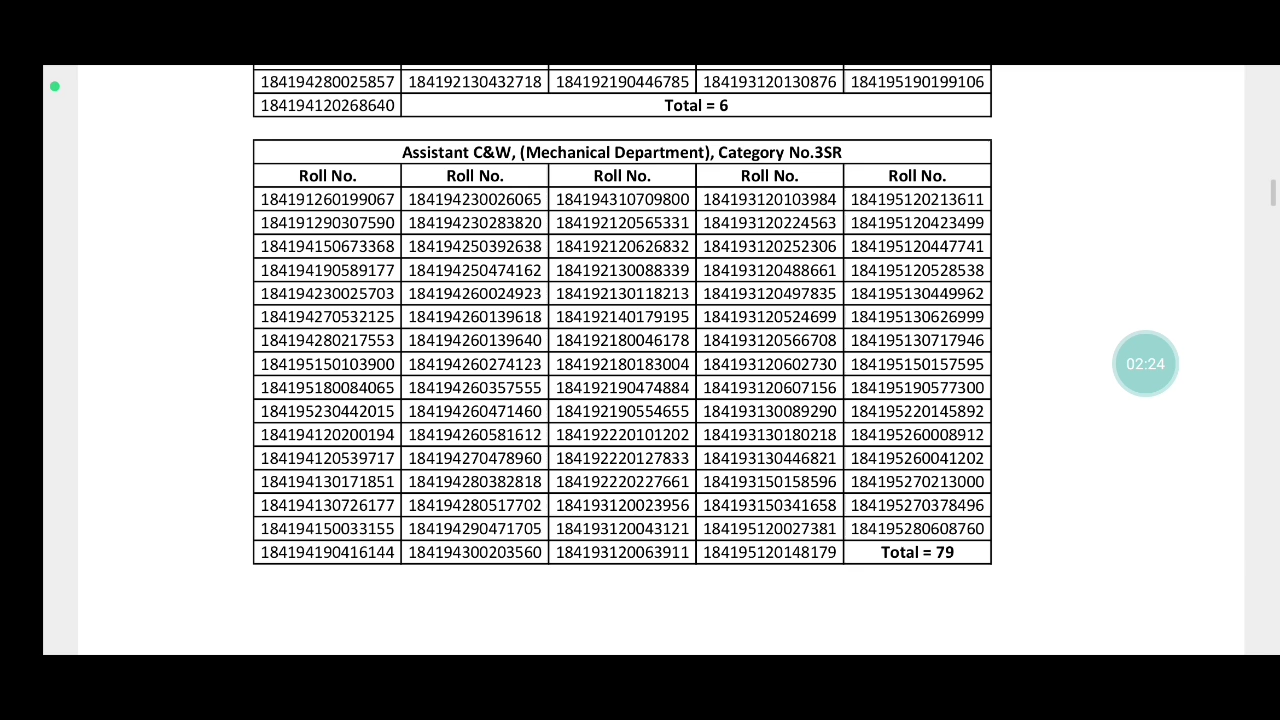 184194280025857 184192130432718 184192190446785 184193120130876 184195190199106
184194120268640 Total = 6
Assistant C&W, (Mechanical Department), Category No.3SR
Roll No. Roll No. Roll No. Roll No. Roll No.
184191260199067 184194230026065 184194310709800 184193120103984 184195120213611
184191290307590 184194230283820 184192120565331 184193120224563 184195120423499
184194150673368 184194250392638 184192120626832 184193120252306 184195120447741
184194190589177 184194250474162 184192130088339 184193120488661 184195120528538
184194230025703 184194260024923 184192130118213 184193120497835 184195130449962
184194270532125 184194260139618 184192140179195 184193120524699 184195130626999
184194280217553 184194260139640 184192180046178 184193120566708 184195130717946
184195150103900 184194260274123 184192180183004 184193120602730 184195150157595
184195180084065 184194260357555 184192190474884 184193120607156 184195190577300
184195230442015 184194260471460 184192190554655 184193130089290 184195220145892
184194120200194 184194260581612 184192220101202 184193130180218 184195260008912
184194120539717 184194270478960 184192220127833 184193130446821 184195260041202
184194130171851 184194280382818 184192220227661 184193150158596 184195270213000
184194130726177 184194280517702 184193120023956 184193150341658 184195270378496
184194150033155 184194290471705 184193120043121 184195120027381 184195280608760
184194190416144 184194300203560 184193120063911 184195120148179 Total = 79
02:24